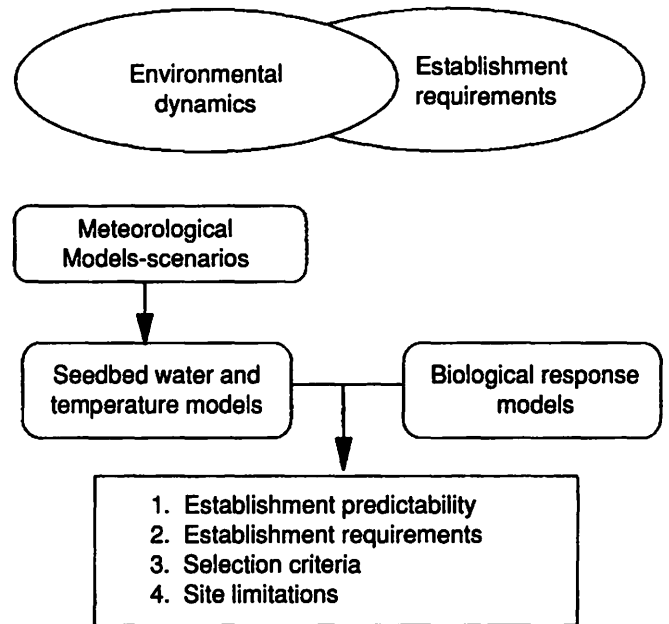 Environmental
dynamics
Establishment
requirements
Meteorological
Models-scenarios
Seedbed water and
temperature models
Biological response
models
1. Establishment predictability
2. Establishment requirements
3. Selection criteria
4. Site limitations